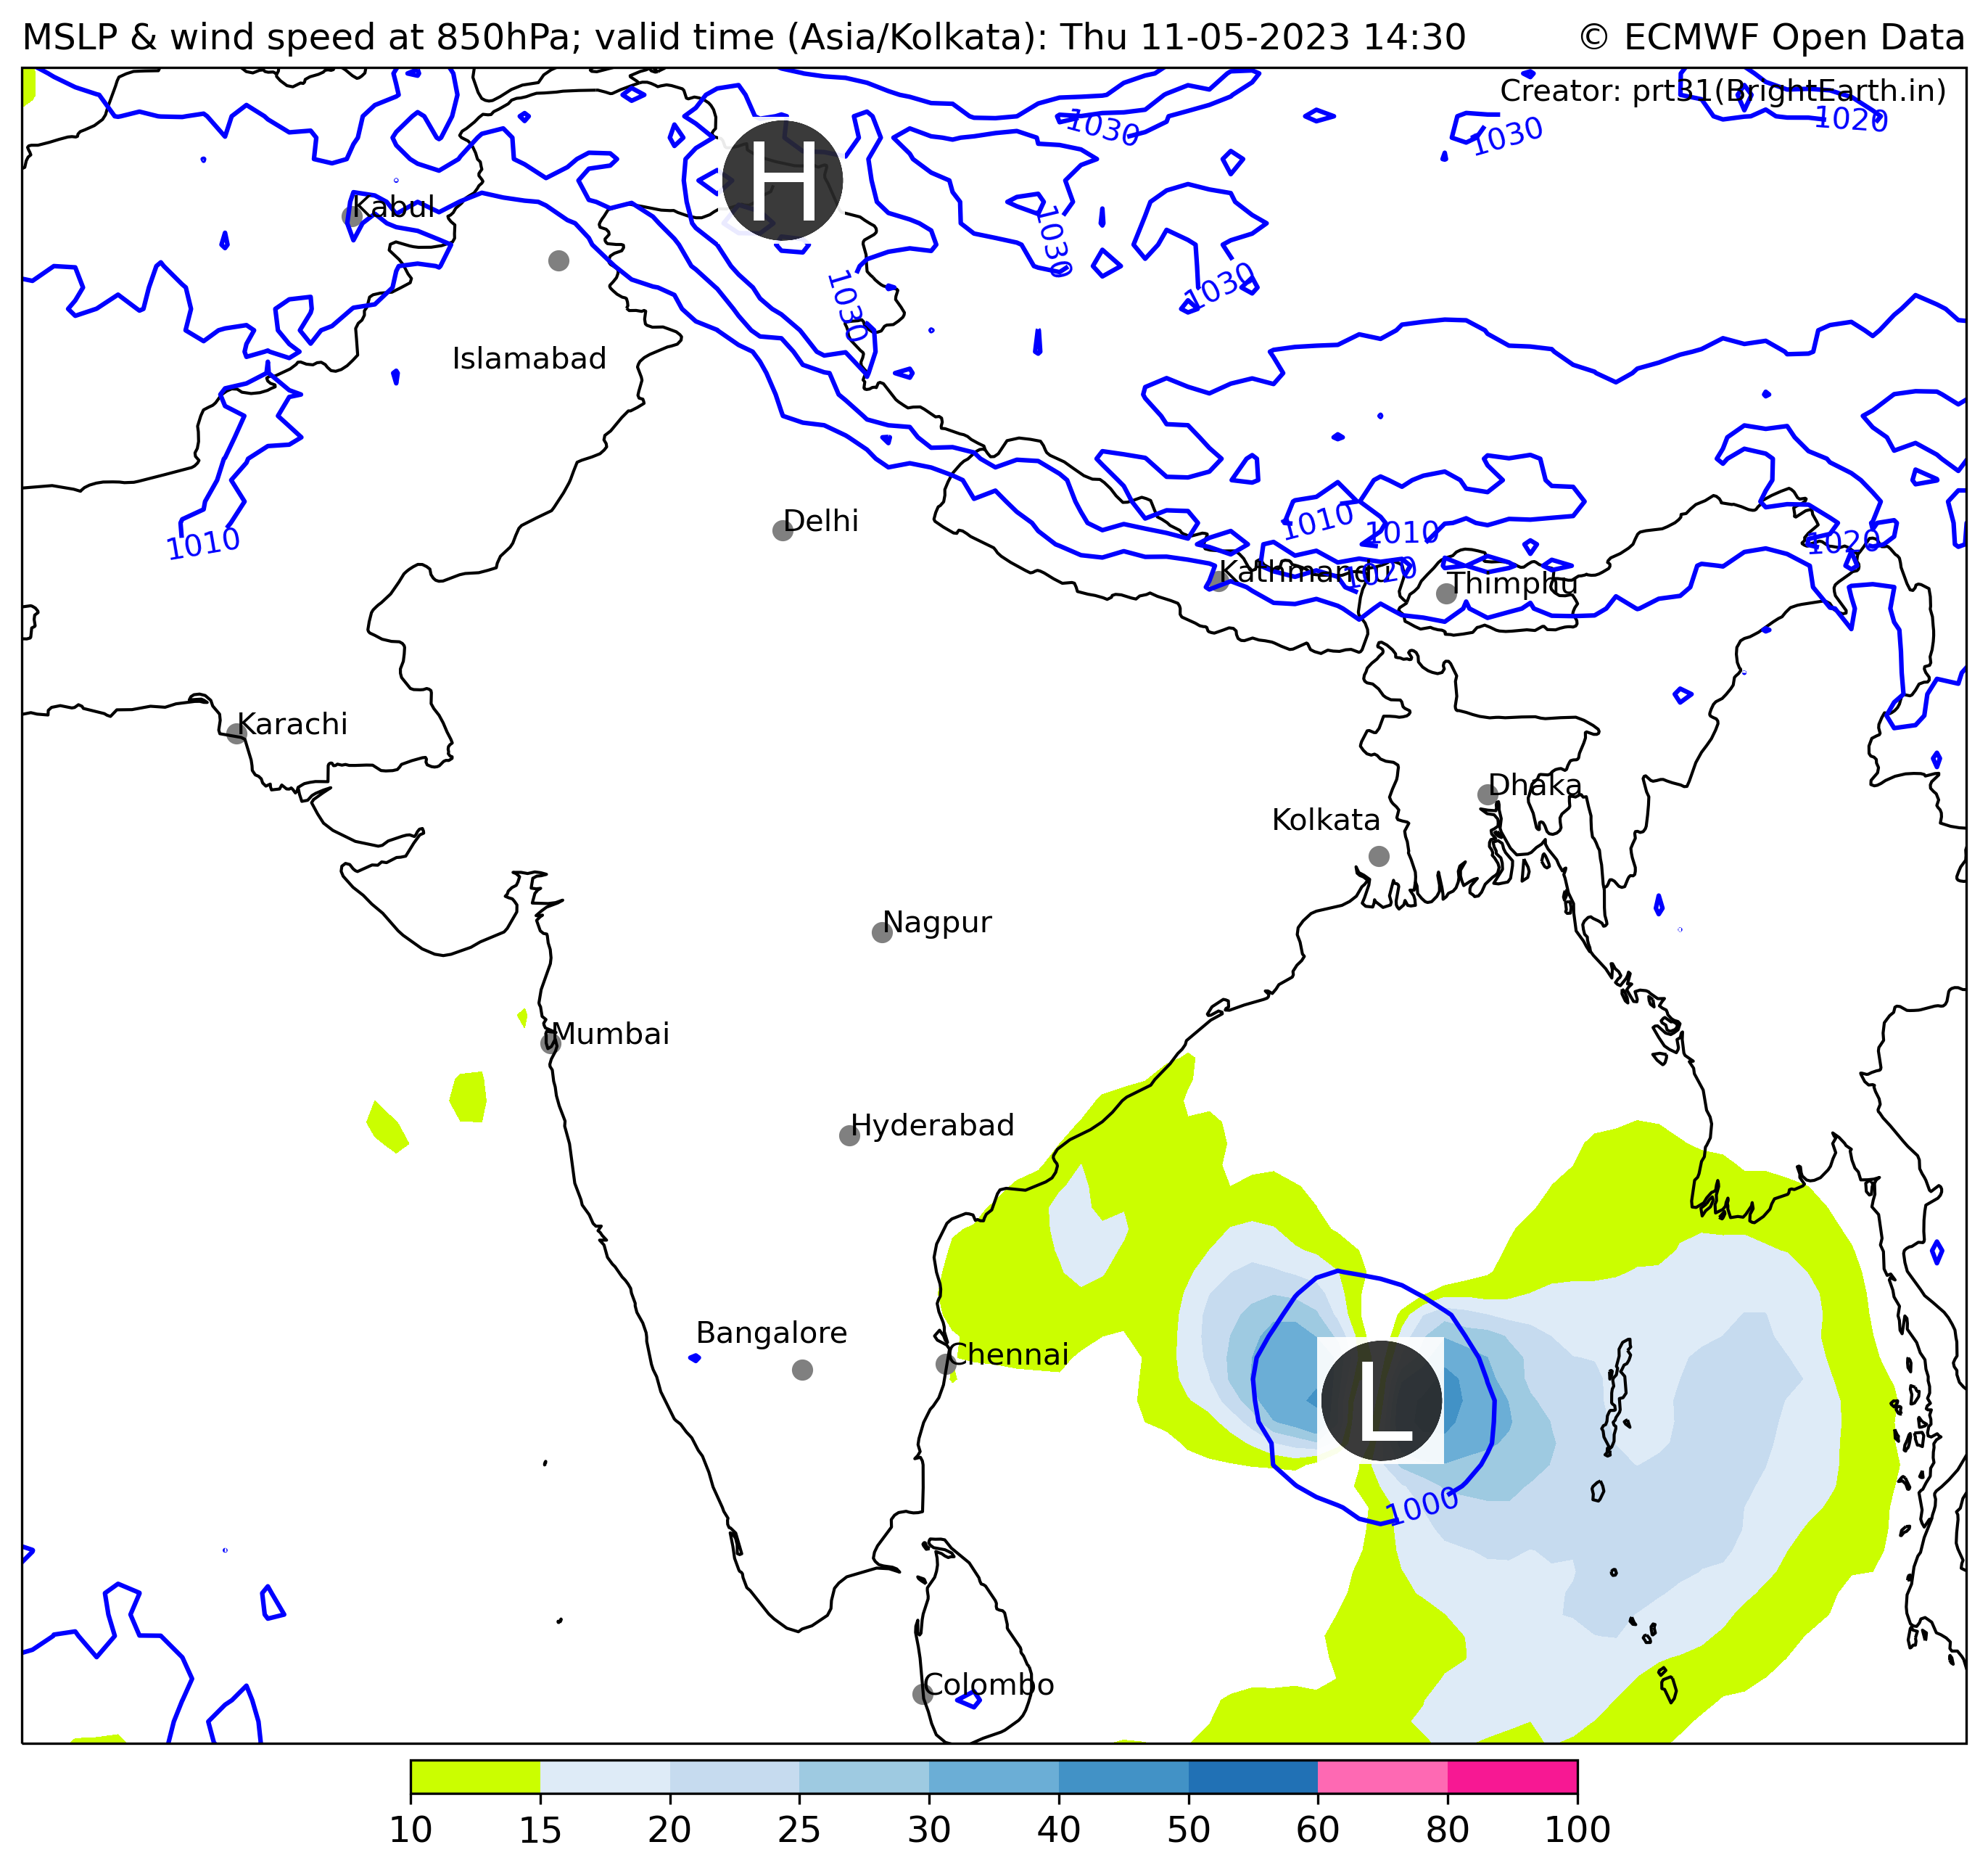 MSLP & wind speed at 850hPa; valid time (Asia/Kolkata): Thu 11-05-2023 14:30
© ECMWF Open Data
Creator: prt31(BrightEarth.in)
1030
1030
1020
H
Kabul
1030
1030
1030
Islamabad
Delhi
1010
1010
1010
1020
Kathmandu
1020
Thimphu
Karachi
Dhaka
Kolkata
Nagpur
Mumbai
Hyderabad
Bangalore
Chennai
L
1000
Colombo
10 15 20 25 30 40 50 60 80 100